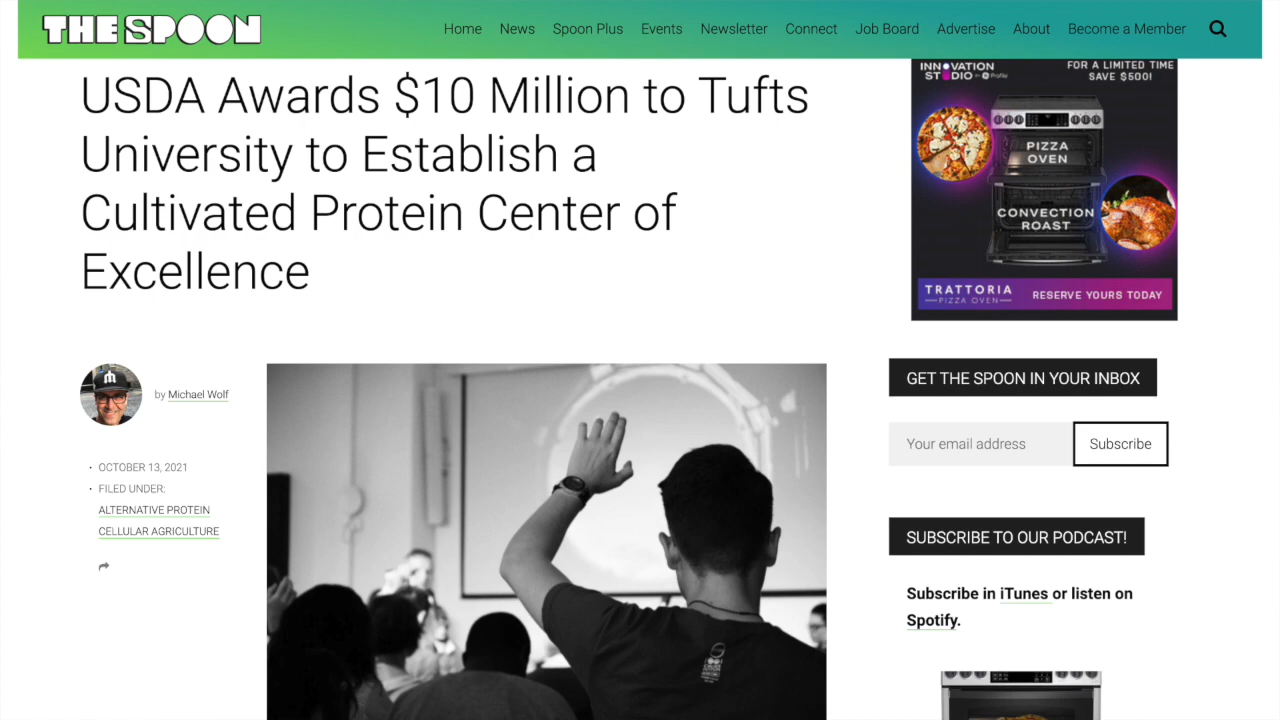 THE SPOON
Home News Spoon Plus Events Newsletter Connect Job Board Advertise About Become a Member
USDA Awards $10 Million to Tufts
University to Establish a
Cultivated Protein Center of
Excellence
by Michael Wolf
OCTOBER 13, 2021
FILED UNDER:
ALTERNATIVE PROTEIN
CELLULAR AGRICULTURE
INNOVATION
STUDIO
Profile
FOR A LIMITED TIME
SAVE $500!
PIZZA
OVEN
CONVECTION
ROAST
TRATTORIA
PIZZA OVEN
RESERVE YOURS TODAY
GET THE SPOON IN YOUR INBOX
Your email address Subscribe
SUBSCRIBE TO OUR PODCAST!
Subscribe in iTunes or listen on
Spotify.